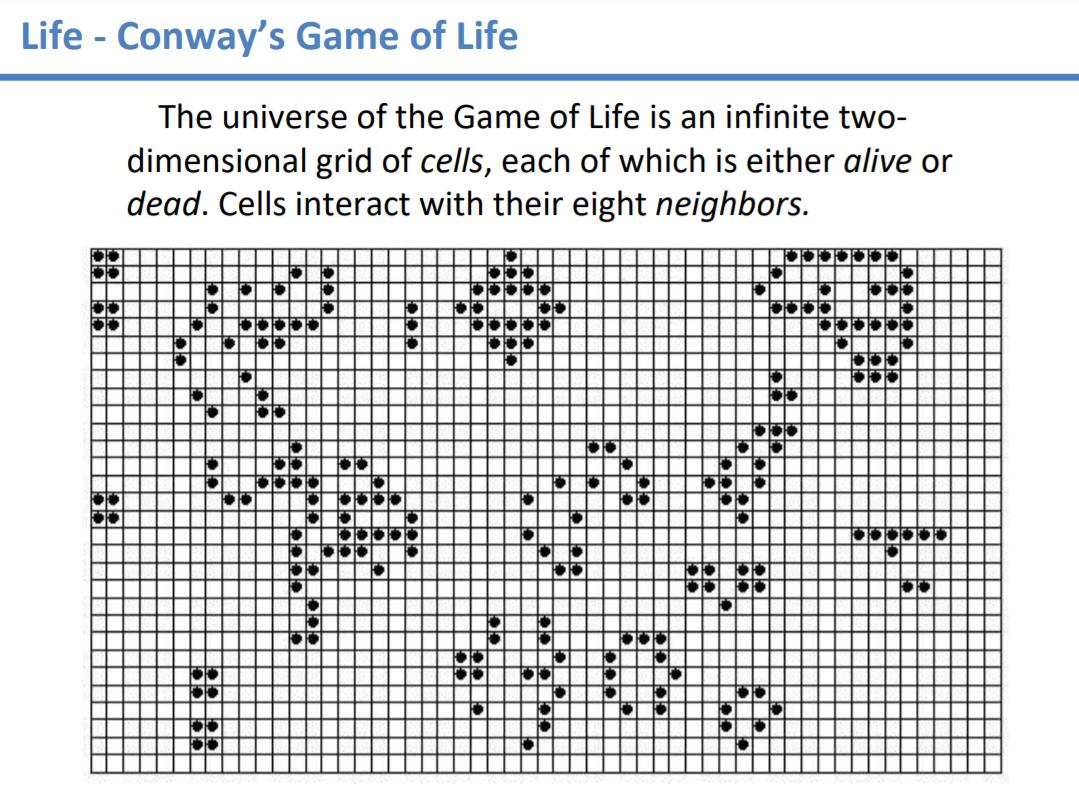 Life - Conway’s Game of Life
The universe of the Game of Life is an infinite two-
dimensional grid of cells, each of which is either alive or
dead. Cells interact with their eight neighbors.